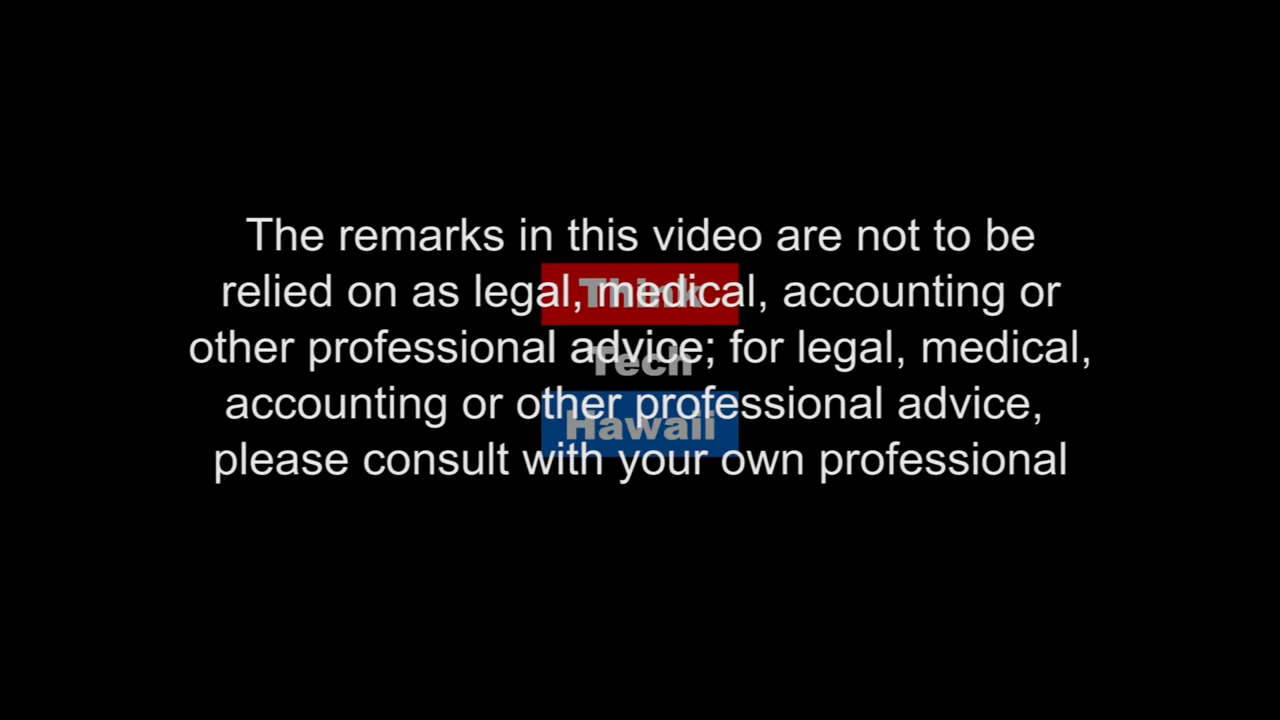 The remarks in this video are not to be
relied on as legal, medical, accounting or
other professional advice; for legal, medical,
accounting or other professional advice,
please consult with your own professional
Think
Tech
Hawaii